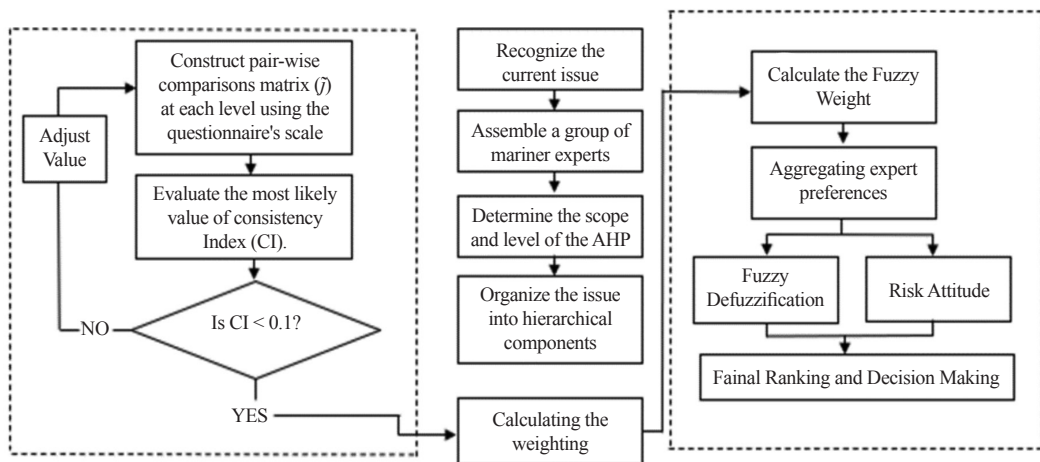 Construct pair-wise
comparisons matrix (j̃)
at each level using the
questionnaire's scale
Adjust
Value
Evaluate the most likely
value of consistency
Index (CI).
Is CI < 0.1?
NO
YES
Recognize the
current issue
Assemble a group of
mariner experts
Determine the scope
and level of the AHP
Organize the issue
into hierarchical
components
Calculating the
weighting
Calculate the Fuzzy
Weight
Aggregating expert
preferences
Fuzzy
Defuzzification
Risk Attitude
Fainal Ranking and Decision Making